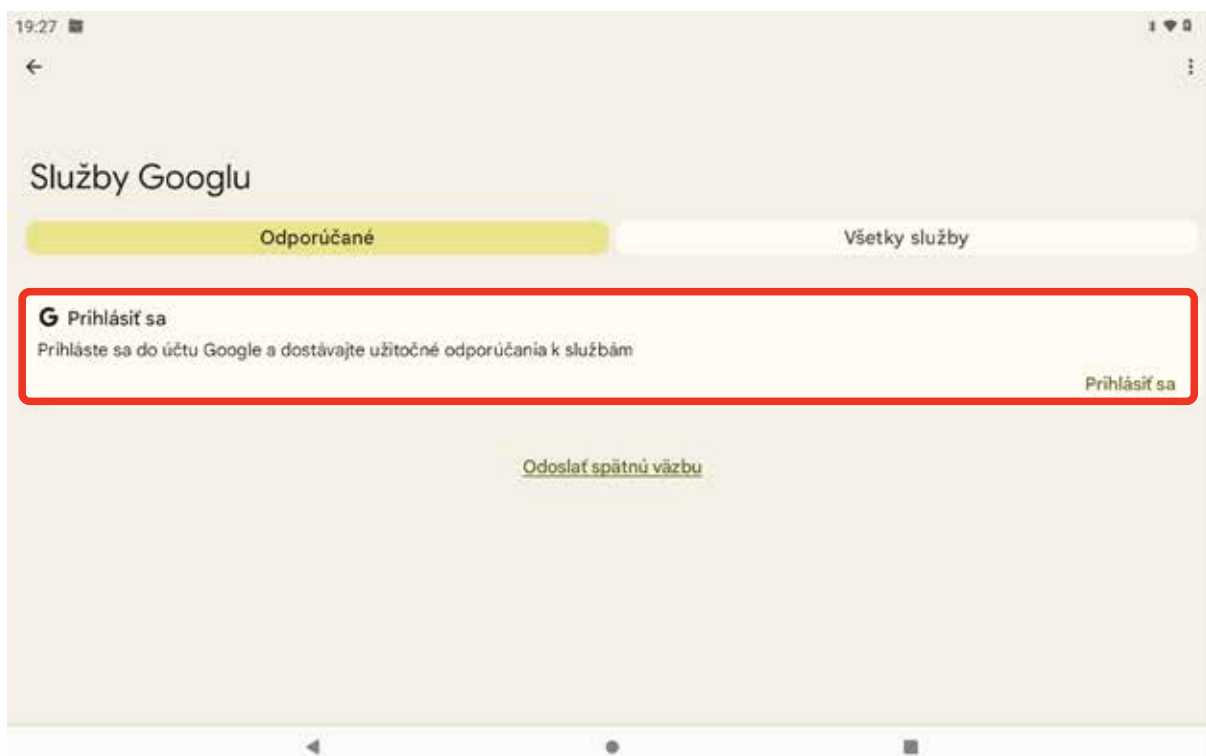 19:27
Služby Googlu
Odporúčané
Všetky služby
G Prihlásiť sa
Prihláste sa do účtu Google a dostávajte užitočné odporúčania k službám
Prihlásiť sa
Odoslať spätnú väzbu